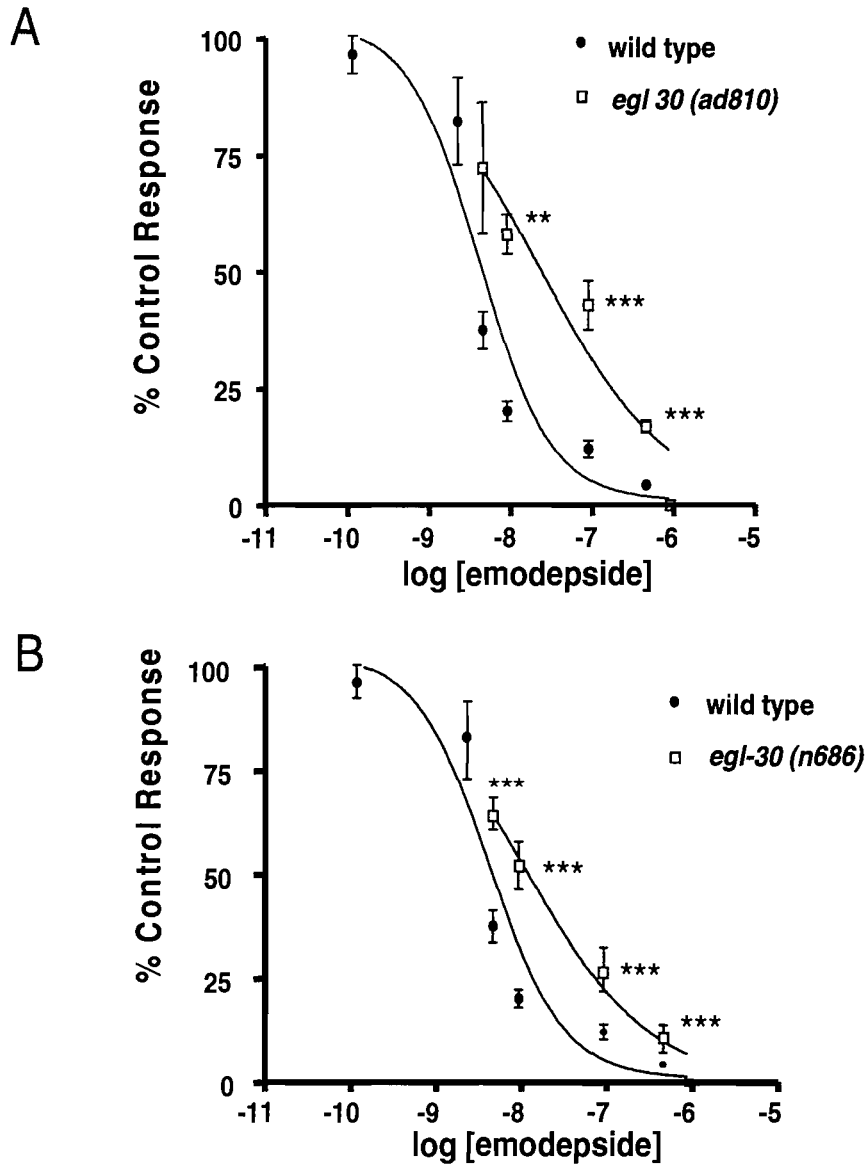 A
% Control Response
100
75
50
25
0
-11 -10 -9 -8 -7 -6 -5
log [emodepside]
wild type
egl 30 (ad810)
**
***
***
B
% Control Response
100
75
50
25
0
-11 -10 -9 -8 -7 -6 -5
log [emodepside]
wild type
egl-30 (n686)
***
***
***
***